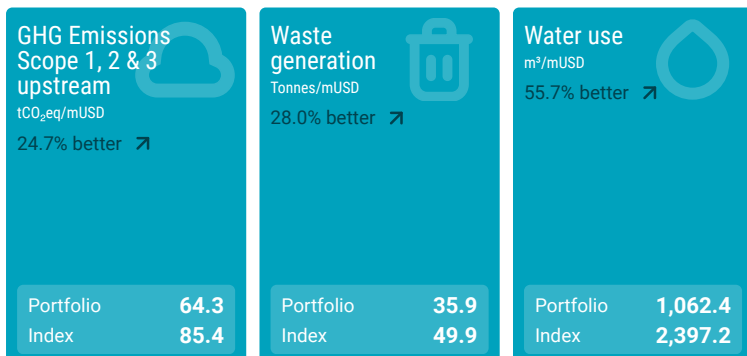 GHG Emissions
Scope 1, 2 & 3
upstream
tCO₂eq/mUSD
24.7% better
Portfolio 64.3
Index 85.4
Waste
generation
Tonnes/mUSD
28.0% better
Portfolio 35.9
Index 49.9
Water use
m³/mUSD
55.7% better
Portfolio 1,062.4
Index 2,397.2